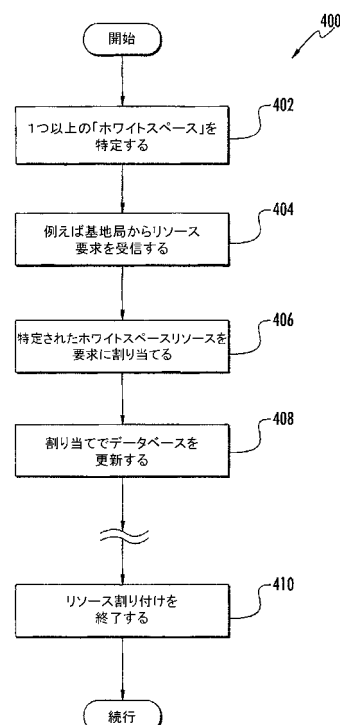 400
開始
1つ以上の「ホワイトスペース」を
特定する
402
例えば基地局からリソース
要求を受信する
404
特定されたホワイトスペースリソースを
要求に割り当てる
406
割り当てでデータベースを
更新する
408
リソース割り付けを
終了する
410
続行